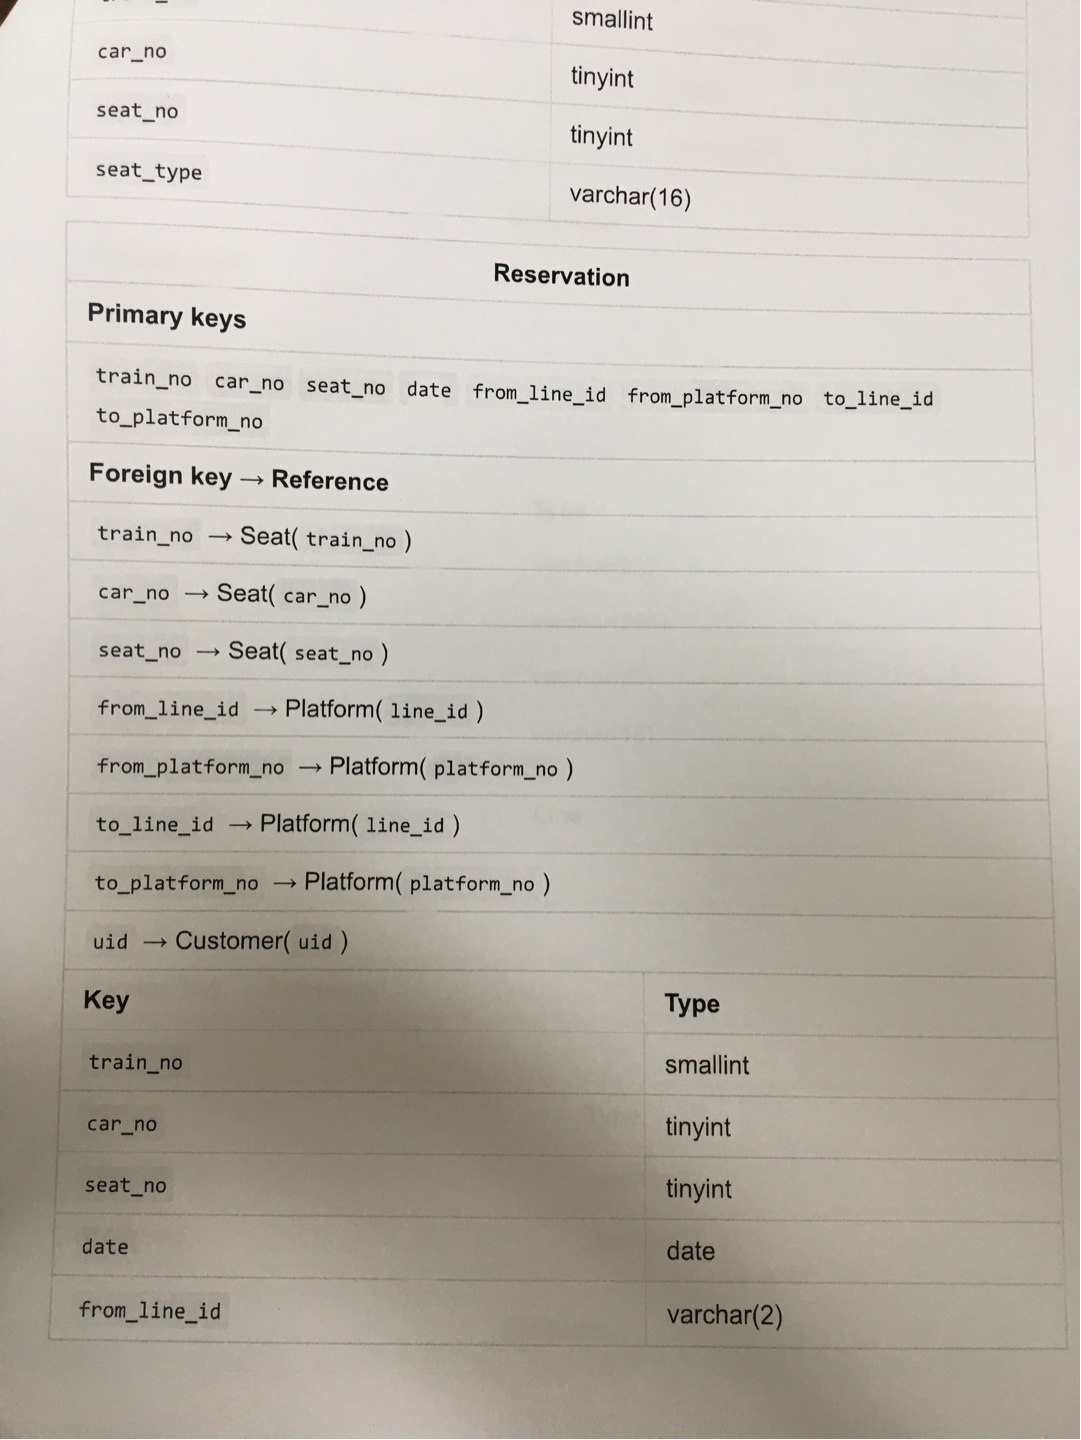 smallint
car_no tinyint
seat_no tinyint
seat_type varchar(16)
Reservation
Primary keys
train_no car_no seat_no date from_line_id from_platform_no to_line_id
to_platform_no
Foreign key → Reference
train_no → Seat( train_no )
car_no → Seat( car_no )
seat_no → Seat( seat_no )
from_line_id → Platform( line_id )
from_platform_no → Platform( platform_no )
to_line_id → Platform( line_id )
to_platform_no → Platform( platform_no )
uid → Customer( uid )
Key Type
train_no smallint
car_no tinyint
seat_no tinyint
date date
from_line_id varchar(2)